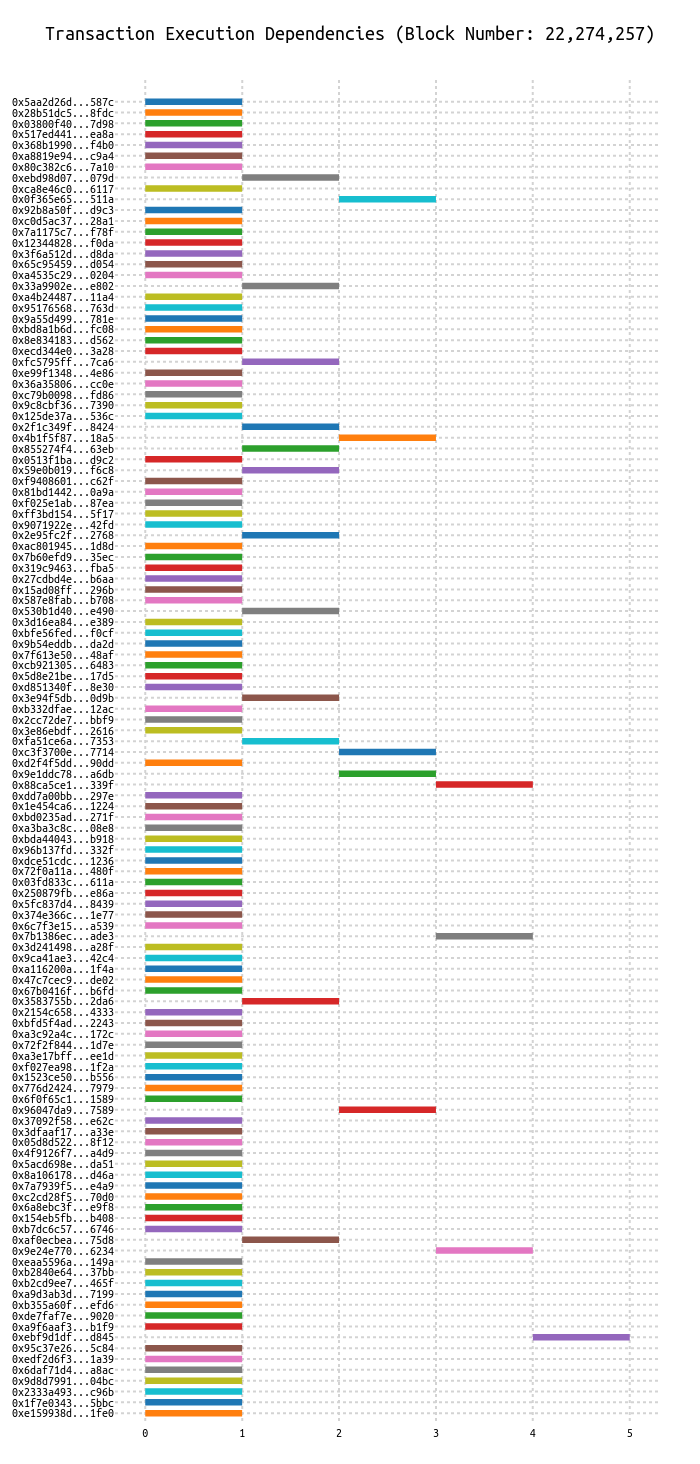 Transaction Execution Dependencies (Block Number: 22,274,257)
0x5aa2d26d...587c
0x28b51dc5...8fdc
0x03800f40...7d98
0x517ed441...ea8a
0x368b1990...f4b0
0xa8819e94...c9a4
0x80c382c6...7a10
0xebd98d07...079d
0xca8e46c0...6117
0x0f365e65...511a
0x92b8a50f...d9c3
0xc0d5ac37...28a1
0x7a1175c7...f78f
0x12344828...f0da
0x3f6a512d...d8da
0x65c95459...d054
0xa4535c29...0204
0x33a9902e...e802
0xa4b24487...11a4
0x95176568...763d
0x9a55d499...781e
0xbd8a1b6d...fc08
0x8e834183...d562
0xecd344e0...3a28
0xfc5795ff...7ca6
0xe99f1348...4e86
0x36a35806...cc0e
0xc79b0098...fd86
0x9c8cbf36...7390
0x125de37a...536c
0x2f1c349f...8424
0x4b1f5f87...18a5
0x855274f4...63eb
0x0513f1ba...d9c2
0x59e0b019...f6c8
0xf9408601...c62f
0x81bd1442...0a9a
0xf025e1ab...87ea
0xff3bd154...5f17
0x9071922e...42fd
0x2e95fc2f...2768
0xac801945...1d8d
0x7b60efd9...35ec
0x319c9463...fba5
0x27cdbd4e...b6aa
0x15ad08ff...296b
0x587e8fab...b708
0x530b1d40...e490
0x3d16ea84...e389
0xbfe56fed...f0cf
0x9b54eddb...da2d
0x7f613e50...48af
0xcb921305...6483
0x5d8e21be...17d5
0xd851340f...8e30
0x3e94f5db...0d9b
0xb332dfae...12ac
0x2cc72de7...bbf9
0x3e86ebdf...2616
0xfa51ce6a...7353
0xc3f3700e...7714
0xd2f4f5dd...90dd
0x9e1ddc78...a6db
0x88ca5ce1...339f
0xdd7a00bb...297e
0x1e454ca6...1224
0xbd0235ad...271f
0xa3ba3c8c...08e8
0xbda44043...b918
0x96b137fd...332f
0xdce51cdc...1236
0x72f0a11a...480f
0x03fd833c...611a
0x250879fb...e86a
0x5fc837d4...8439
0x374e366c...1e77
0x6c7f3e15...a539
0x7b1386ec...ade3
0x3d241498...a28f
0x9ca41ae3...42c4
0xa116200a...1f4a
0x47c7cec9...de02
0x67b0416f...b6fd
0x3583755b...2da6
0x2154c658...4333
0xbfd5f4ad...2243
0xa3c92a4c...172c
0x72f2f844...1d7e
0xa3e17bff...ee1d
0xf027ea98...1f2a
0x1523ce50...b556
0x776d2424...7979
0x6f0f65c1...1589
0x96047da9...7589
0x37092f58...e62c
0x3dfaaf17...a33e
0x05d8d522...8f12
0x4f9126f7...a4d9
0x5acd698e...da51
0x8a106178...d46a
0x7a7939f5...e4a9
0xc2cd28f5...70d0
0x6a8ebc3f...e9f8
0x154eb5fb...b408
0xb7dc6c57...6746
0xaf0ecbea...75d8
0x9e24e770...6234
0xeaa5596a...149a
0xb2840e64...37bb
0xb2cd9ee7...465f
0xa9d3ab3d...7199
0xb355a60f...efd6
0xde7faf7e...9020
0xa9f6aaf3...b1f9
0xebf9d1df...d845
0x95c37e26...5c84
0xedf2d6f3...1a39
0x6daf71d4...a8ac
0x9d8d7991...04bc
0x2333a493...c96b
0x1f7e0343...5bbc
0xe159938d...1fe0
0 1 2 3 4 5